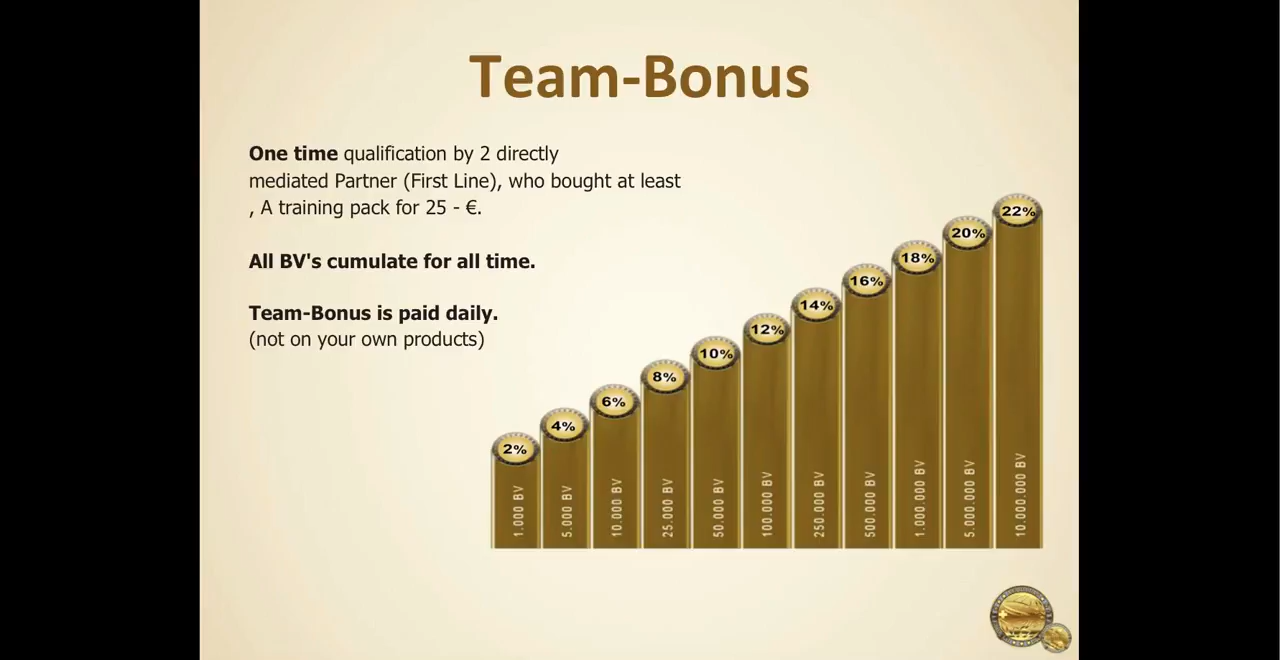 Team-Bonus
One time qualification by 2 directly
mediated Partner (First Line), who bought at least
, A training pack for 25 - €.
All BV's cumulate for all time.
Team-Bonus is paid daily.
(not on your own products)
2%
4%
6%
8%
10%
12%
14%
16%
18%
20%
22%
1.000 BV
5.000 BV
10.000 BV
25.000 BV
50.000 BV
100.000 BV
250.000 BV
500.000 BV
1.000.000 BV
5.000.000 BV
10.000.000 BV